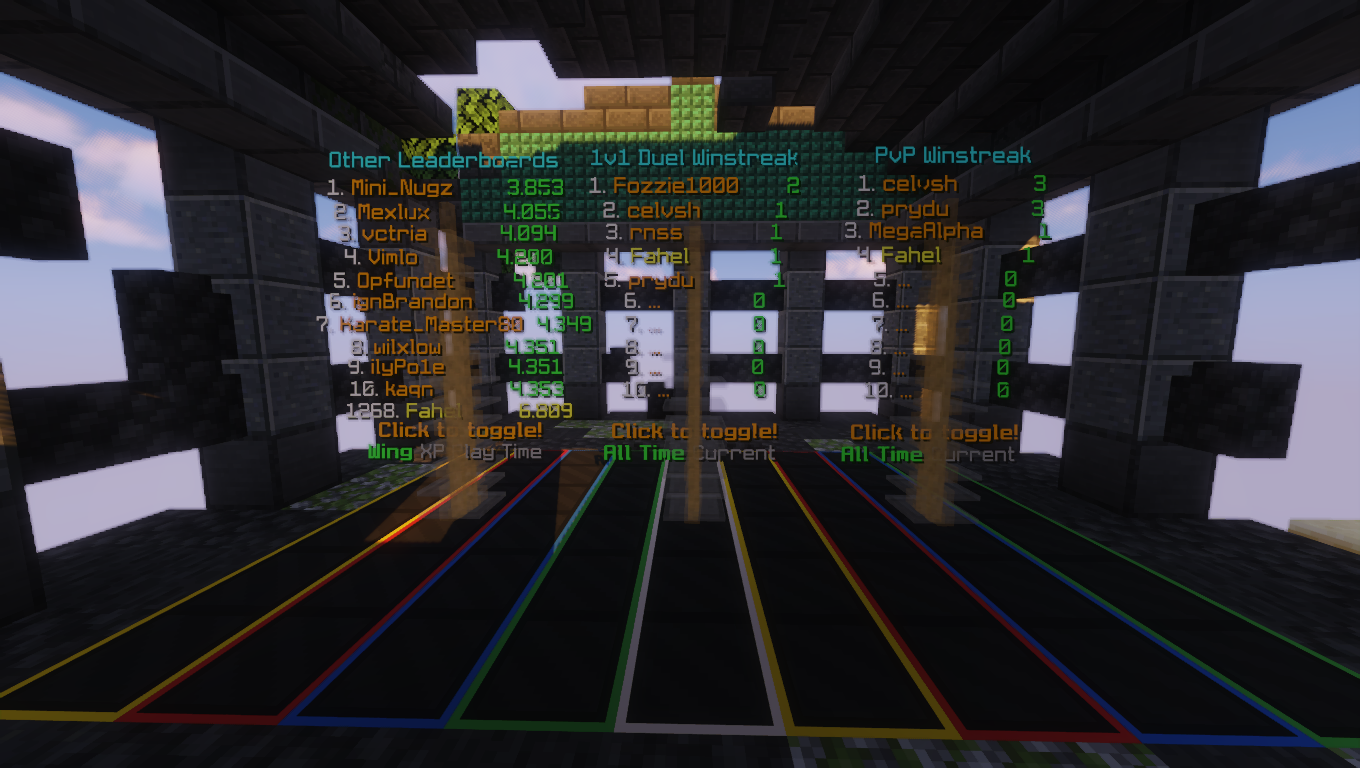 Other Leaderboards
1. Mini_Nugz 3.853
2. Mexlux 4.055
3. vctria 4.094
4. Vimlo 4.200
5. Opfundet 4.201
6. ignBrandon 4.299
7. Karate_Master80 4.349
8. wilxlow 4.351
9. ilyPo1e 4.351
10. kagn 4.353
1268. Fahel 6.809
Click to toggle!
Wing XP Play Time
1v1 Duel Winstreak
1. Fozzie1000 2
2. celvsh 1
3. rnss 1
4. Fahel 1
5. prydu 1
6. ... 0
7. ... 0
8. ... 0
9. ... 0
10. ... 0
Click to toggle!
All Time Current
PvP Winstreak
1. celvsh 3
2. prydu 3
3. MegaAlpha 1
4. Fahel 1
5. ... 0
6. ... 0
7. ... 0
8. ... 0
9. ... 0
10. ... 0
Click to toggle!
All Time Current